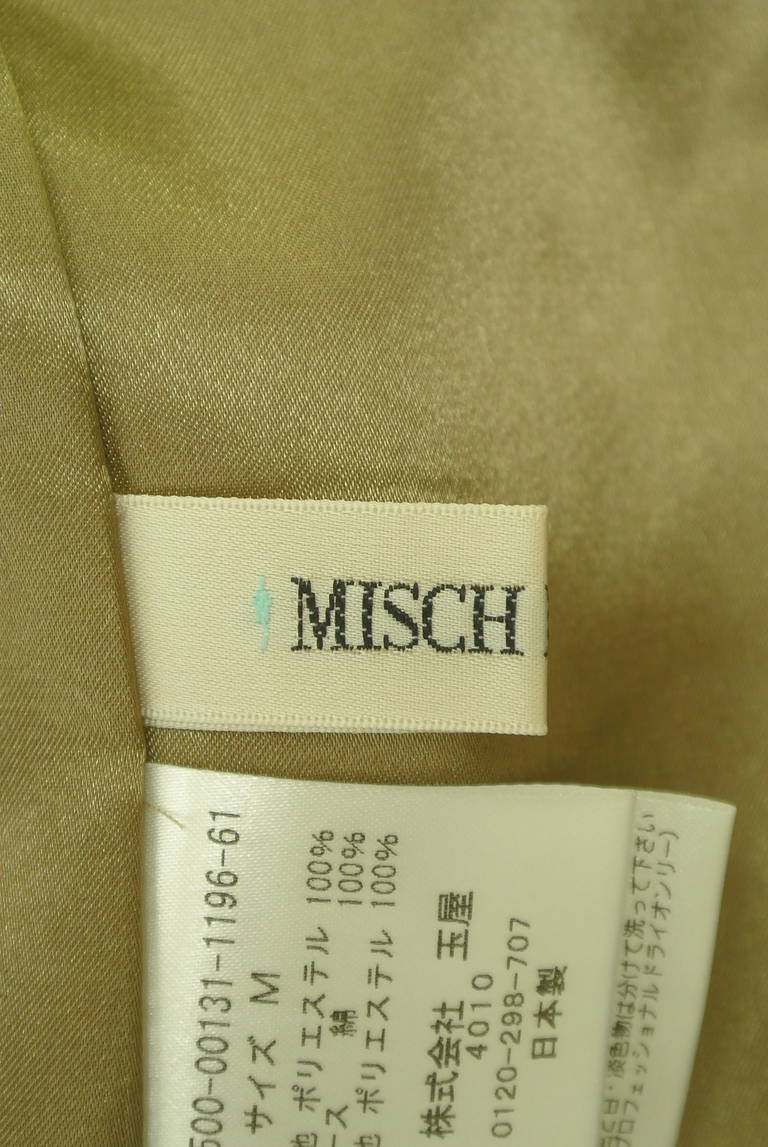 MISCH
500-00131-1196-61
サイズ M
地 ポリエステル 100%
ース 綿 100%
地 ポリエステル 100%
株式会社 玉屋
4010
0120-298-707
日本製
白・淡色物は分けて洗って下さい
プロフェッショナルドライオンリー)